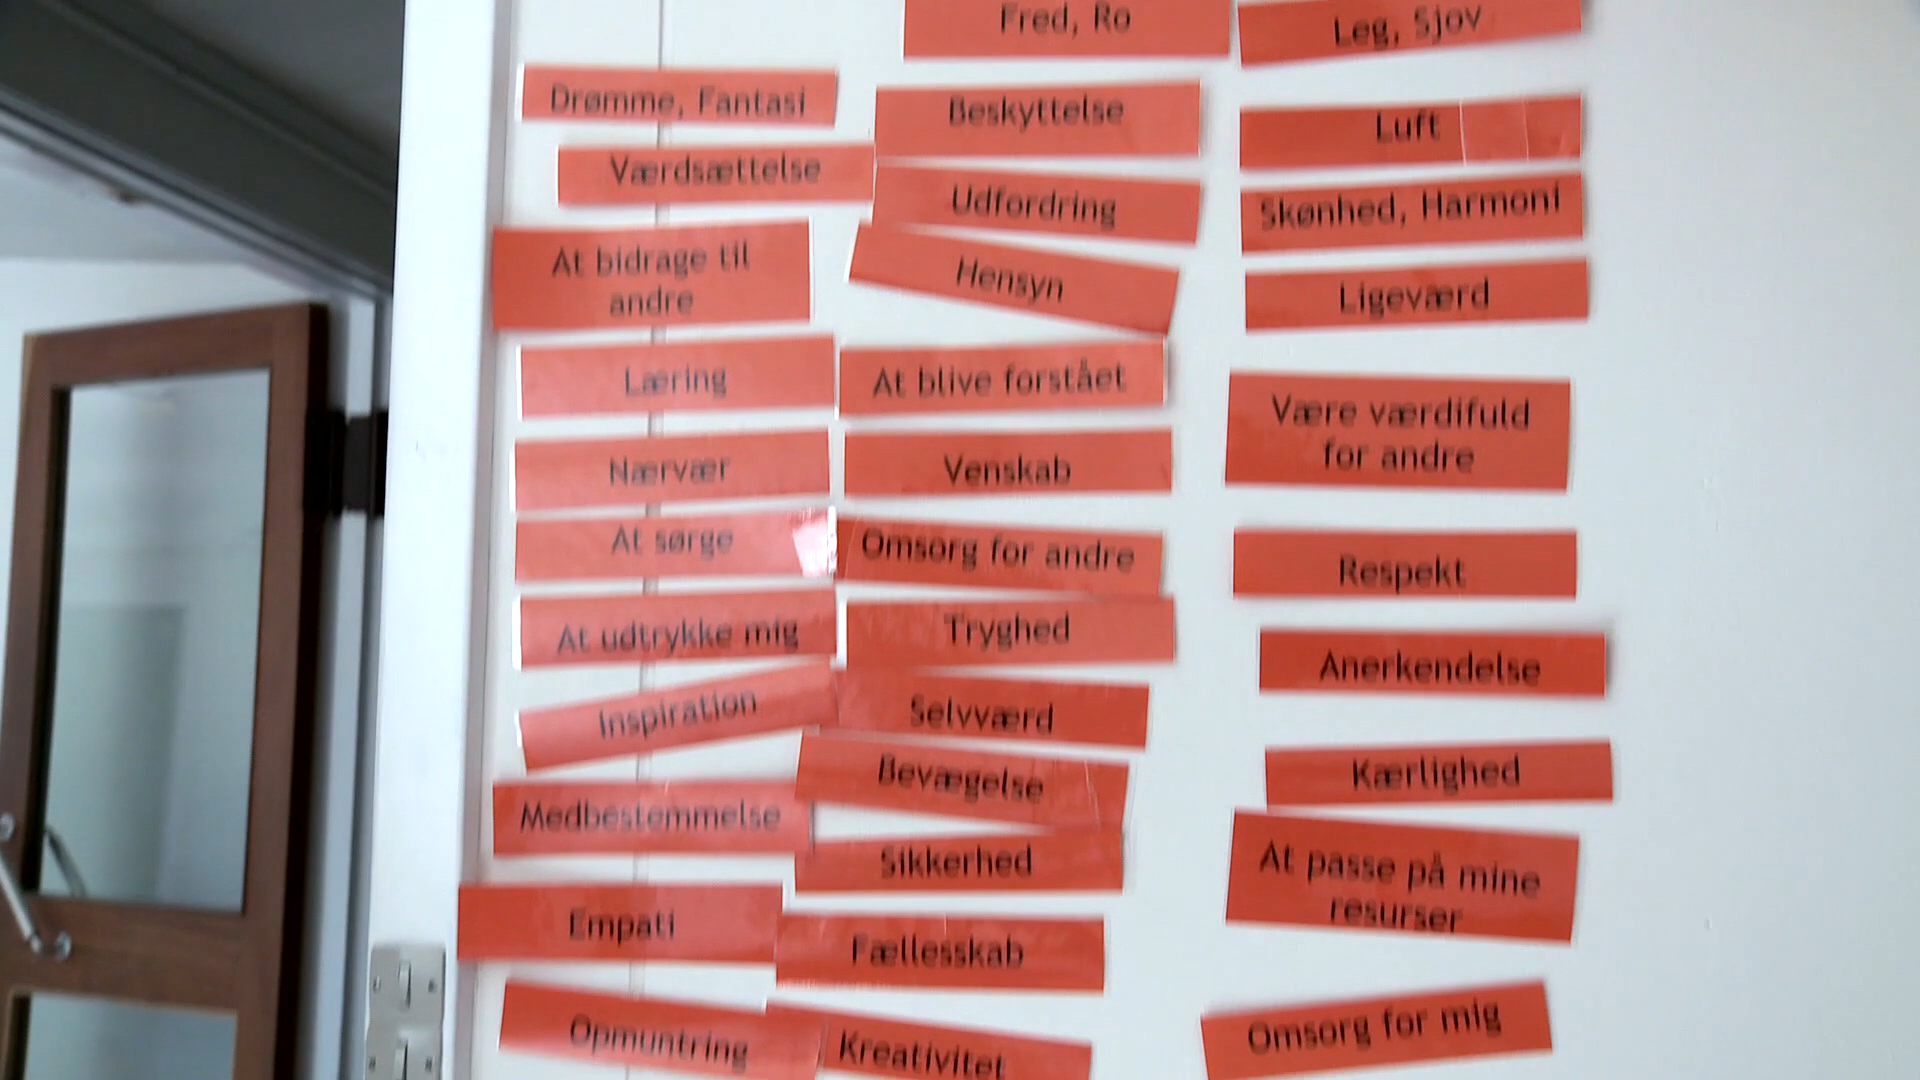 Drømme, Fantasi
Værdsættelse
At bidrage til
andre
Læring
Nærvær
At sørge
At udtrykke mig
Inspiration
Medbestemmelse
Empati
Opmuntring
Fred, Ro
Beskyttelse
Udfordring
Hensyn
At blive forstået
Venskab
Omsorg for andre
Tryghed
Selvværd
Bevægelse
Sikkerhed
Fællesskab
Kreativitet
Leg, Sjov
Luft
Skønhed, Harmoni
Ligeværd
Være værdifuld
for andre
Respekt
Anerkendelse
Kærlighed
At passe på mine
resurser
Omsorg for mig